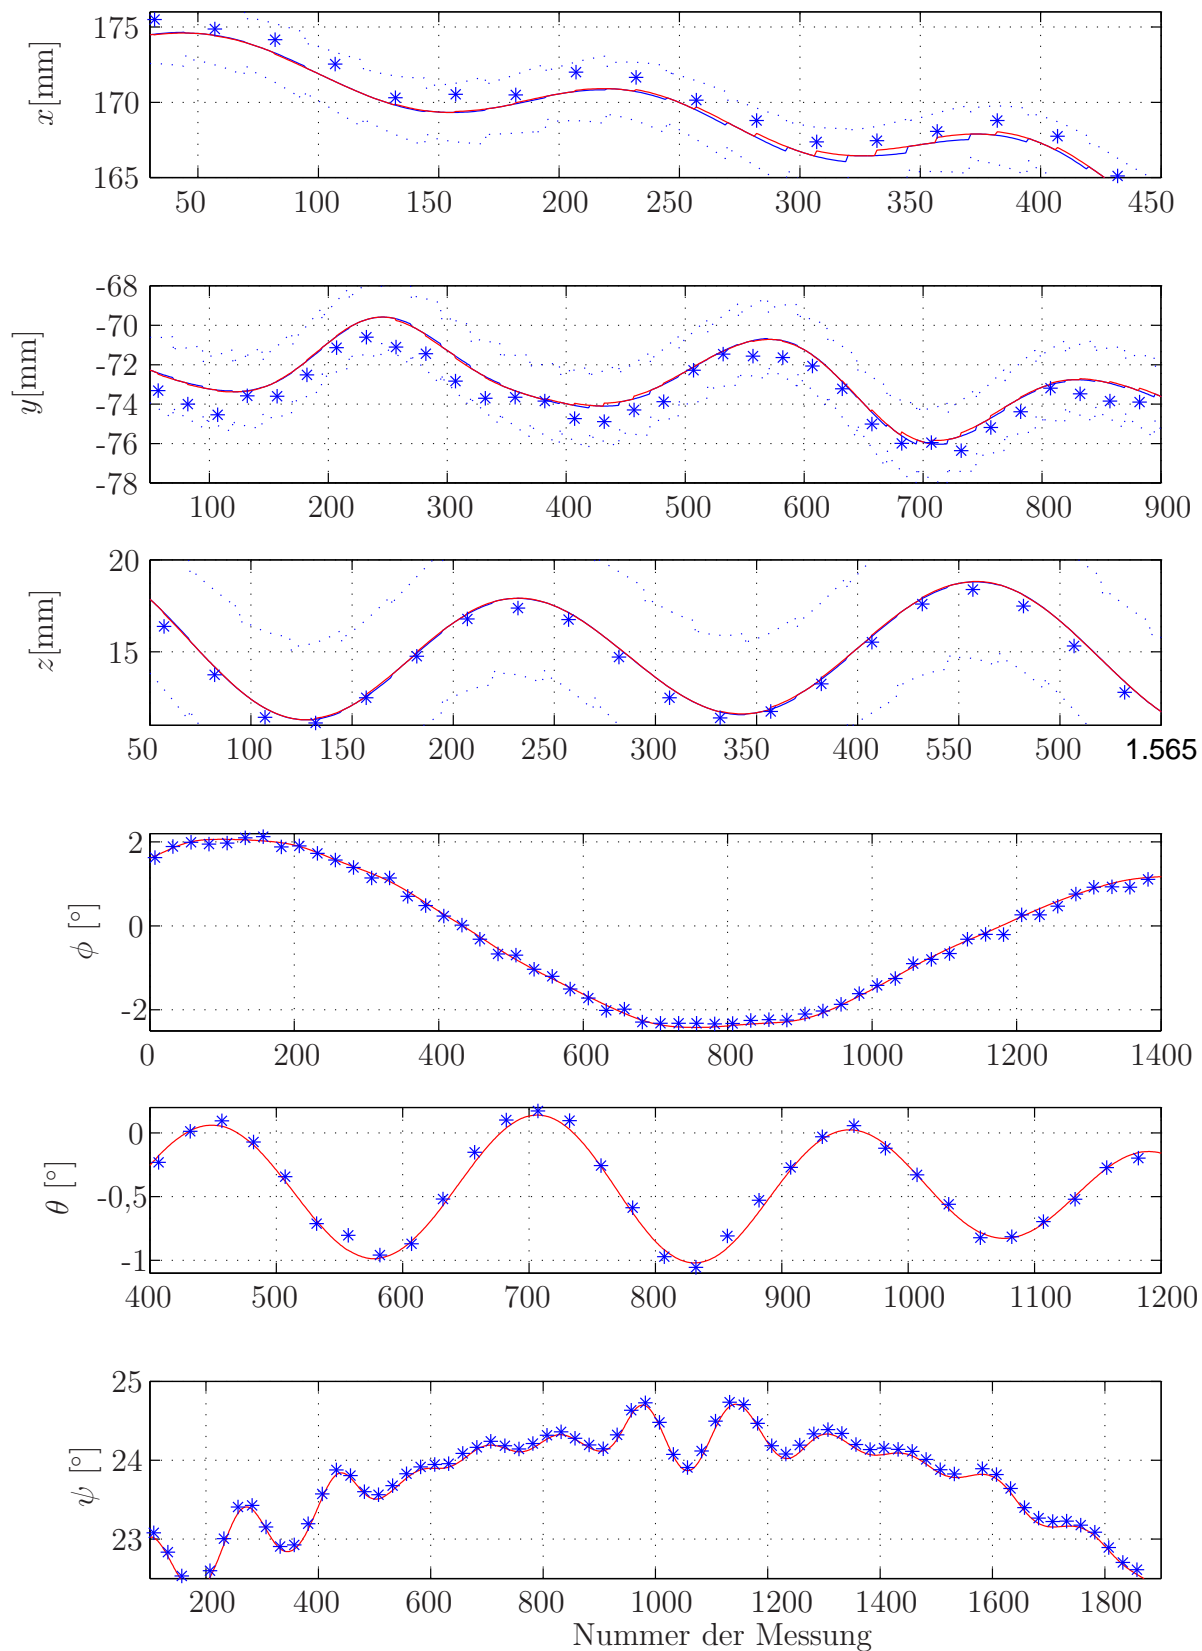 175
170
165
x[mm]
50 100 150 200 250 300 350 400 450
-68
-70
-72
-74
-76
-78
y[mm]
100 200 300 400 500 600 700 800 900
20
15
z[mm]
50 100 150 200 250 300 350 400 550 500 1.565
2
0
-2
ϕ [°]
0 200 400 600 800 1000 1200 1400
0
-0,5
-1
θ [°]
400 500 600 700 800 900 1000 1100 1200
25
24
23
ψ [°]
200 400 600 800 1000 1200 1400 1600 1800
Nummer der Messung